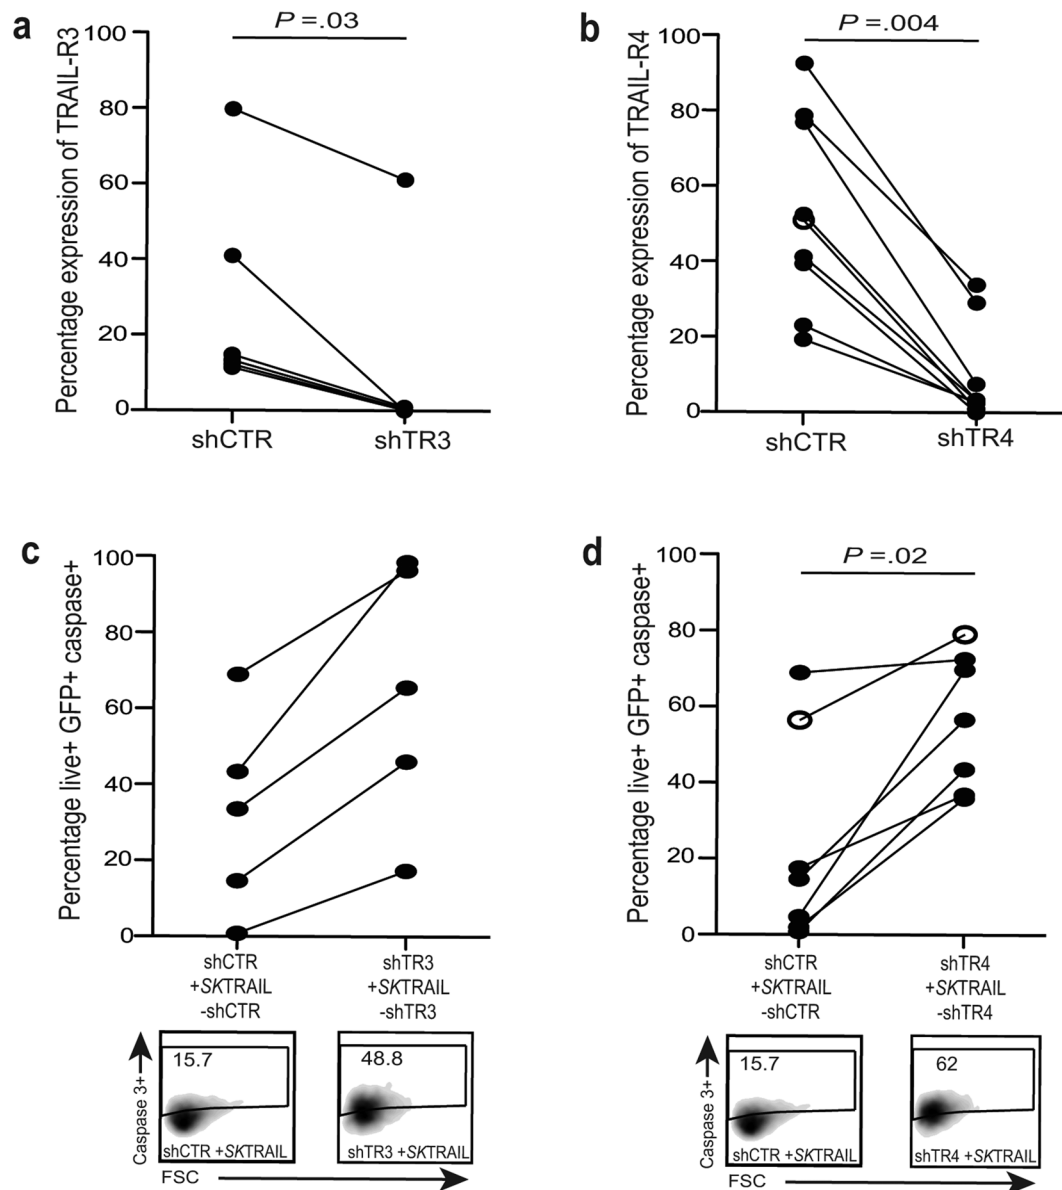 a
P =.03
Percentage expression of TRAIL-R3
100
80
60
40
20
0
shCTR
shTR3
b
P =.004
Percentage expression of TRAIL-R4
100
80
60
40
20
0
shCTR
shTR4
c
Percentage live+ GFP+ caspase+
100
80
60
40
20
0
shCTR
+SKTRAIL
-shCTR
shTR3
+SKTRAIL
-shTR3
Caspase 3+
15.7
shCTR +SKTRAIL
48.8
shTR3 +SKTRAIL
FSC
d
P =.02
Percentage live+ GFP+ caspase+
100
80
60
40
20
0
shCTR
+SKTRAIL
-shCTR
shTR4
+SKTRAIL
-shTR4
Caspase 3+
15.7
shCTR +SKTRAIL
62
shTR4 +SKTRAIL
FSC